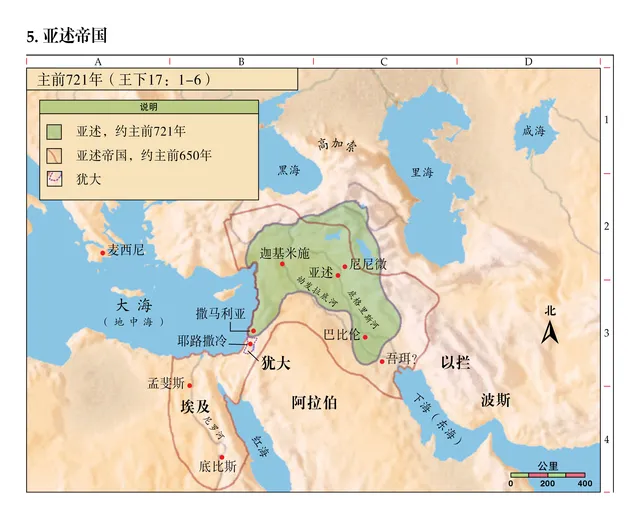 5. 亚述帝国
A B C D
主前721年（王下17：1-6）
说明
亚述，约主前721年
亚述帝国，约主前650年
犹大
1
2
3
4
咸海
高加索
黑海
里海
麦西尼
迦基米施
尼尼微
亚述
幼发拉底河
底格里斯河
大海
（地中海）
撒马利亚
巴比伦
北
耶路撒冷
犹大
吾珥?
以拦
孟斐斯
埃及
阿拉伯
波斯
下海（东海）
尼罗河
红海
底比斯
公里
0 200 400